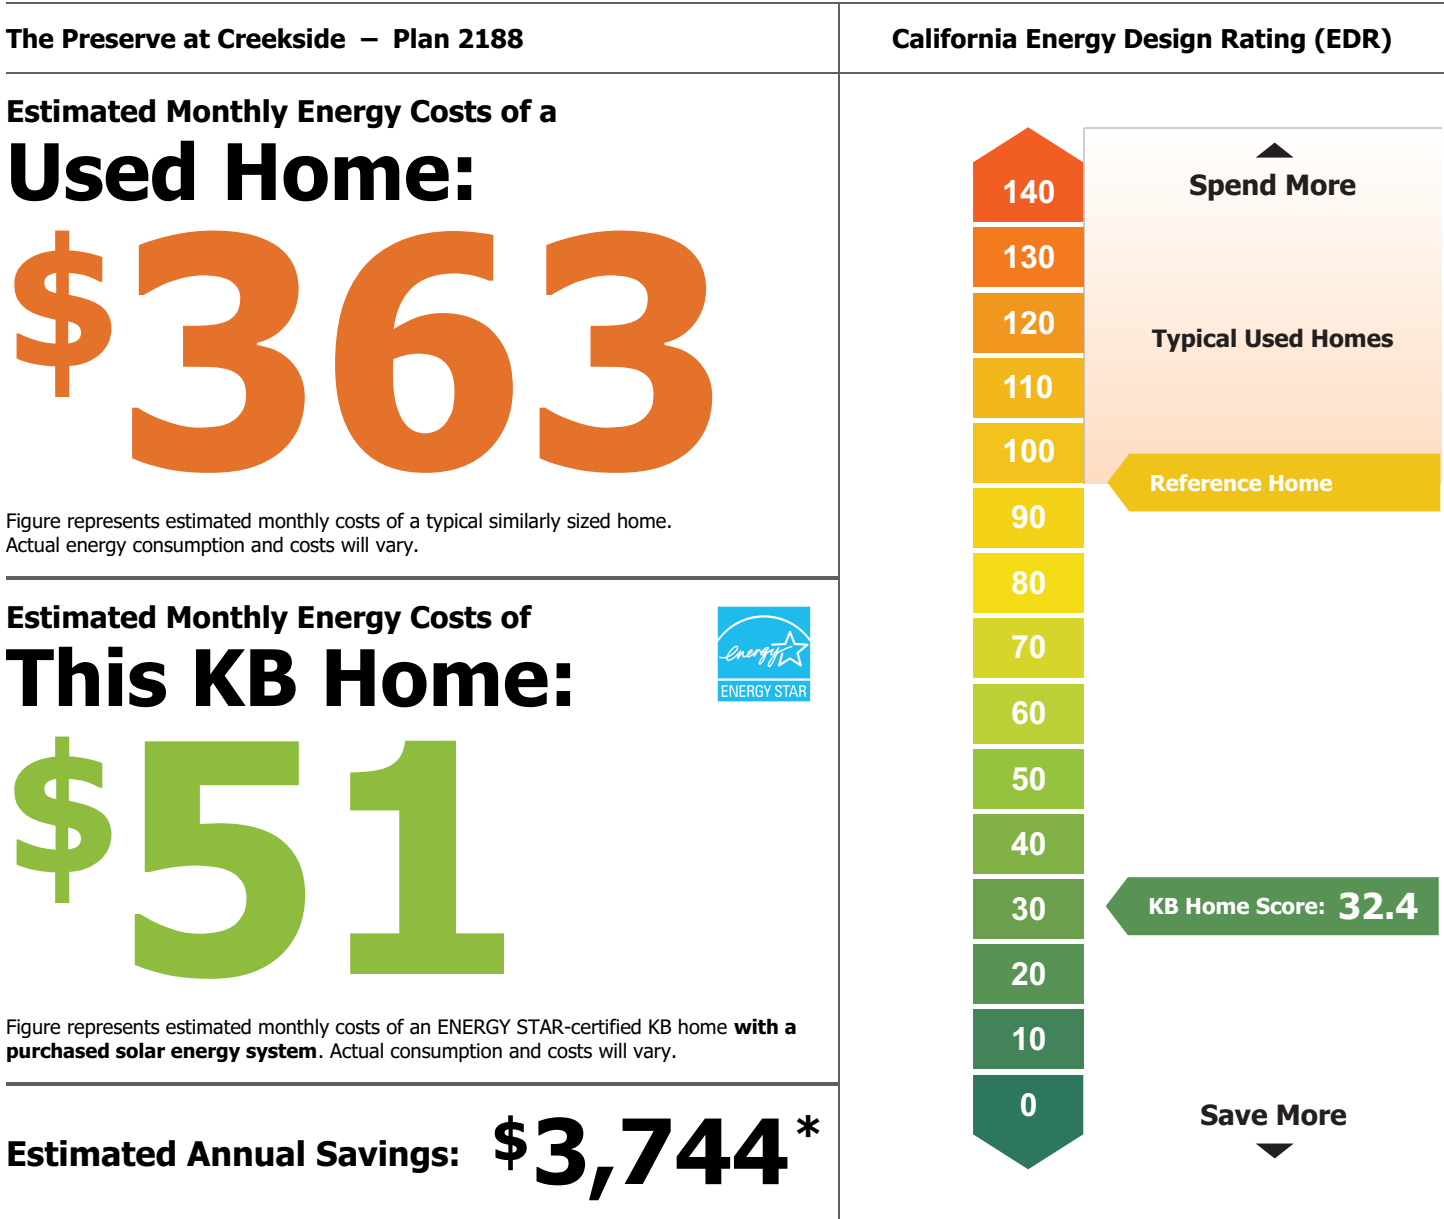 The Preserve at Creekside – Plan 2188
Estimated Monthly Energy Costs of a
Used Home:
$363
Figure represents estimated monthly costs of a typical similarly sized home.
Actual energy consumption and costs will vary.
Estimated Monthly Energy Costs of
This KB Home:
energy
ENERGY STAR
$51
Figure represents estimated monthly costs of an ENERGY STAR-certified KB home with a
purchased solar energy system. Actual consumption and costs will vary.
Estimated Annual Savings: $3,744*
California Energy Design Rating (EDR)
Spend More
140
130
120
Typical Used Homes
110
100
Reference Home
90
80
70
60
50
40
30
KB Home Score: 32.4
20
10
0
Save More